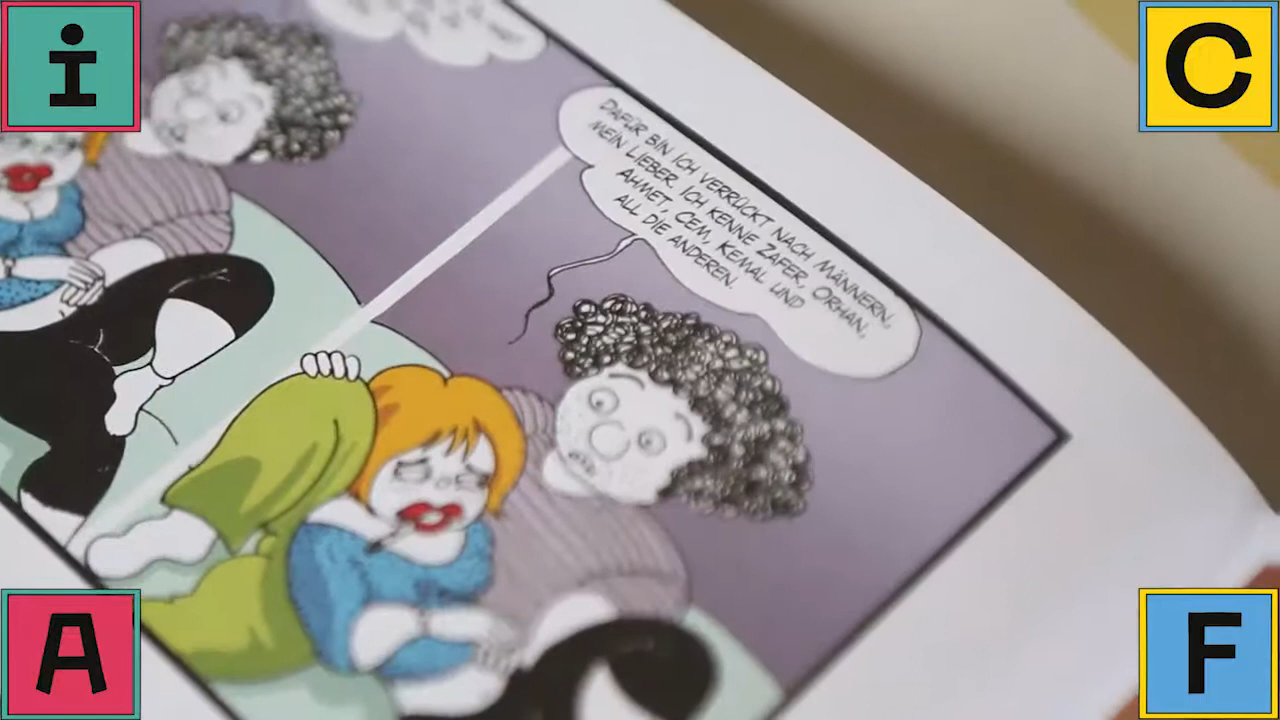 i
C
DAFÜR BIN ICH VERRÜCKT NACH MÄNNERN,
MEIN LIEBER. ICH KENNE ZAFER, ORHAN,
AHMET, CEM, KEMAL UND
ALL DIE ANDEREN.
A
F